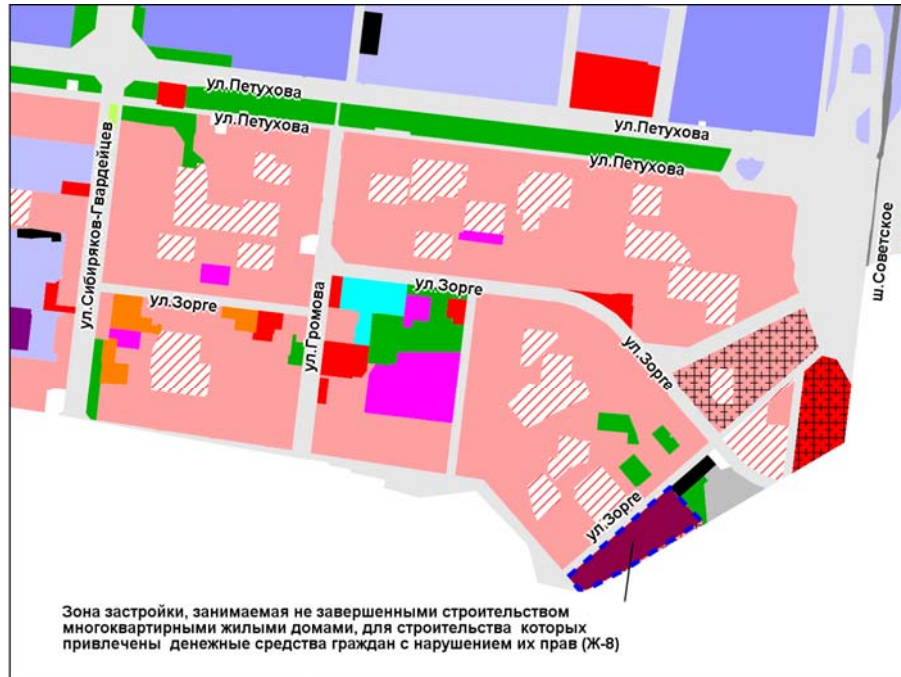 ул.Петухова
ул.Петухова
ул.Петухова
ул.Петухова
ул.Сибиряков-Гвардейцев
ш.Советское
ул.Зорге
ул.Зорге
ул.Громова
ул.Зорге
ул.Зорге
Зона застройки, занимаемая не завершенными строительством
многоквартирными жилыми домами, для строительства которых
привлечены денежные средства граждан с нарушением их прав (Ж-8)